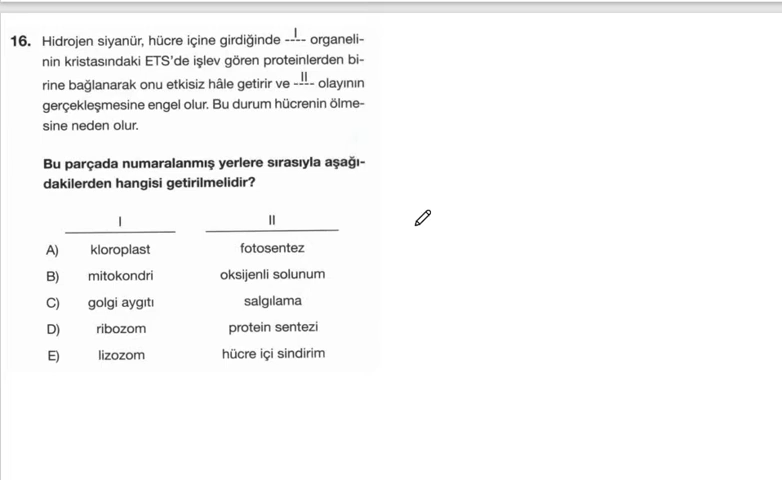 16. Hidrojen siyanür, hücre içine girdiğinde --I-- organeli-
nin kristasındaki ETS'de işlev gören proteinlerden bi-
rine bağlanarak onu etkisiz hâle getirir ve --II-- olayının
gerçekleşmesine engel olur. Bu durum hücrenin ölme-
sine neden olur.
Bu parçada numaralanmış yerlere sırasıyla aşağı-
dakilerden hangisi getirilmelidir?
I II
A) kloroplast fotosentez
B) mitokondri oksijenli solunum
C) golgi aygıtı salgılama
D) ribozom protein sentezi
E) lizozom hücre içi sindirim